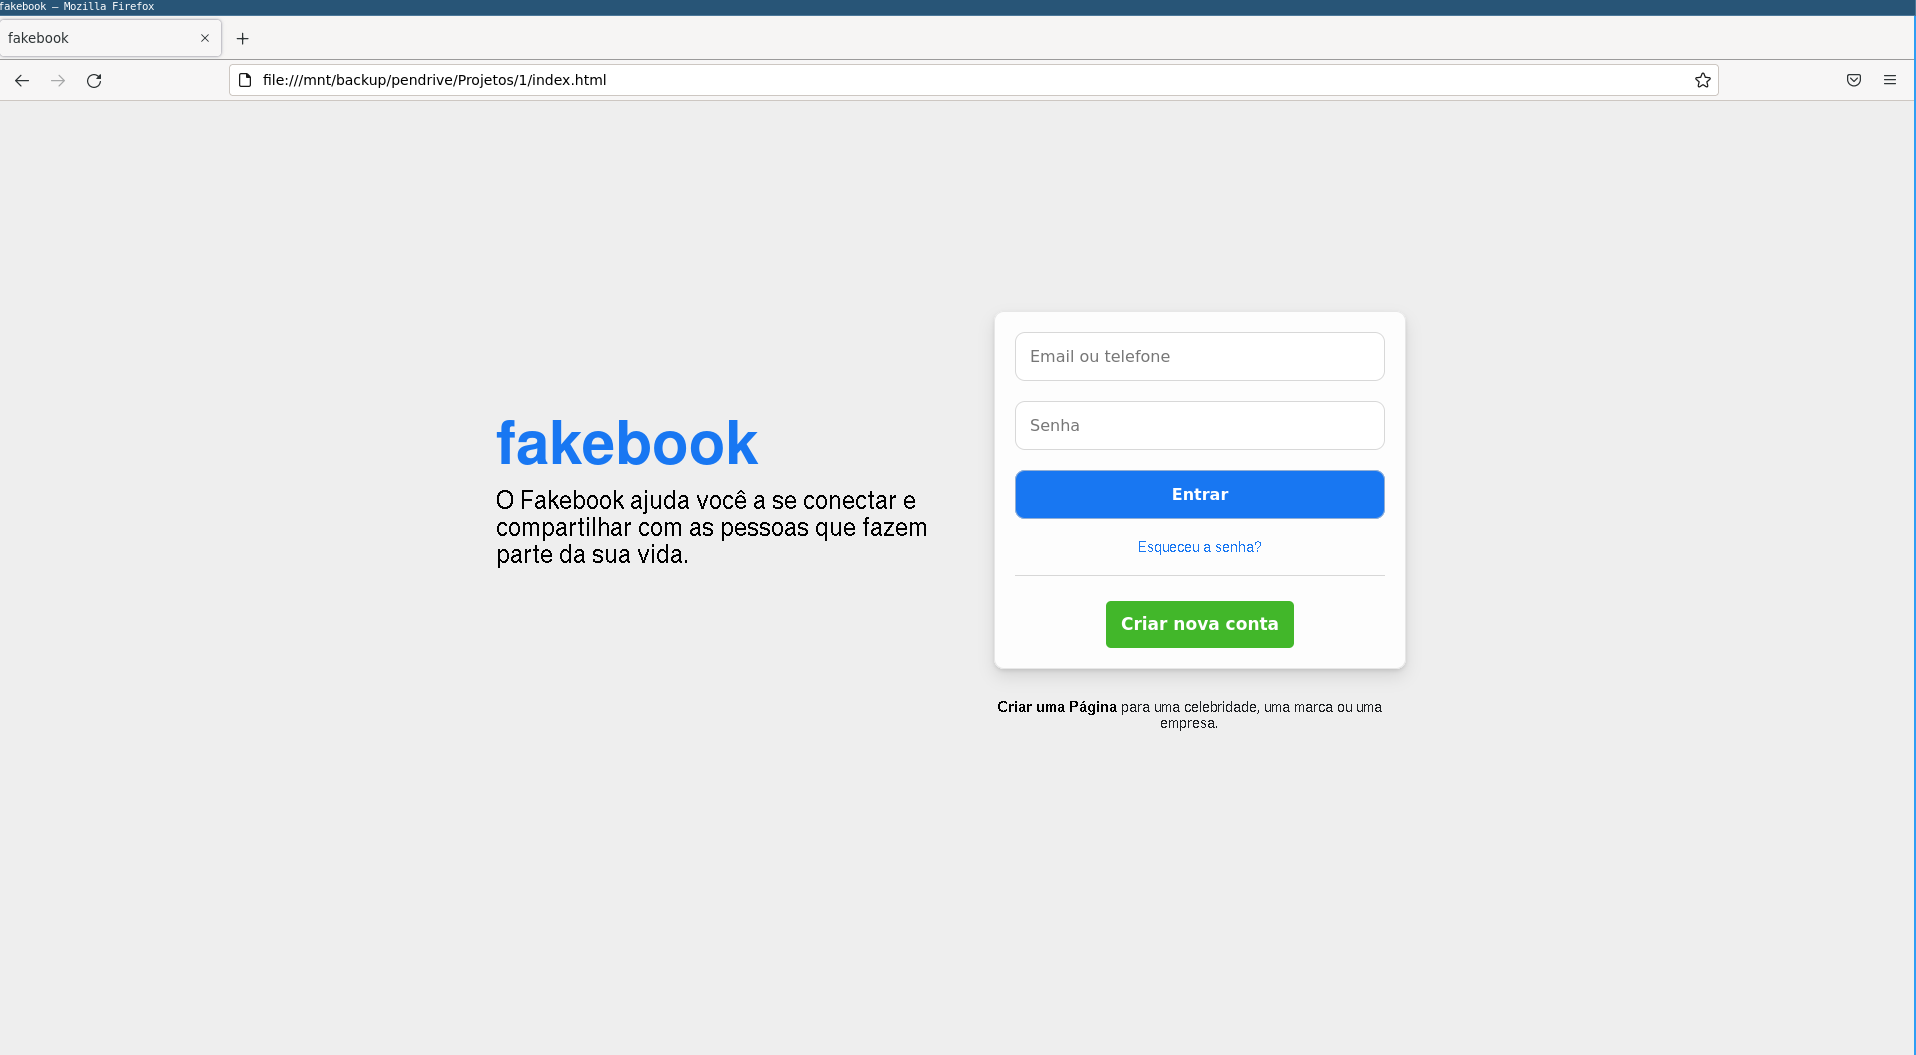 fakebook — Mozilla Firefox
fakebook
file:///mnt/backup/pendrive/Projetos/1/index.html
fakebook
O Fakebook ajuda você a se conectar e
compartilhar com as pessoas que fazem
parte da sua vida.
Email ou telefone
Senha
Entrar
Esqueceu a senha?
Criar nova conta
Criar uma Página para uma celebridade, uma marca ou uma
empresa.